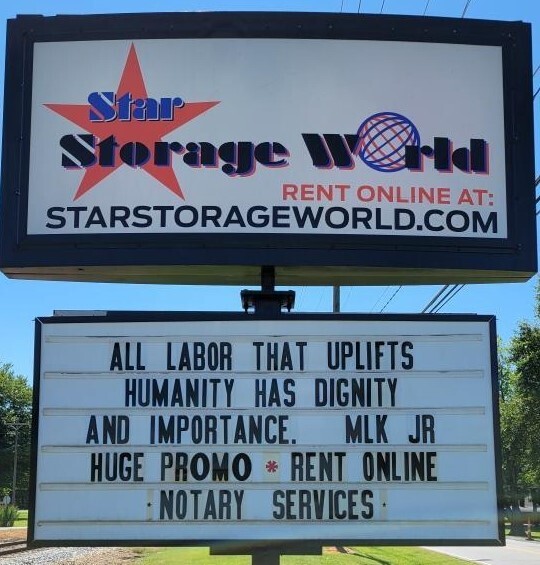 Star
Storage World
RENT ONLINE AT:
STARSTORAGEWORLD.COM
ALL LABOR THAT UPLIFTS
HUMANITY HAS DIGNITY
AND IMPORTANCE. MLK JR
HUGE PROMO * RENT ONLINE
NOTARY SERVICES